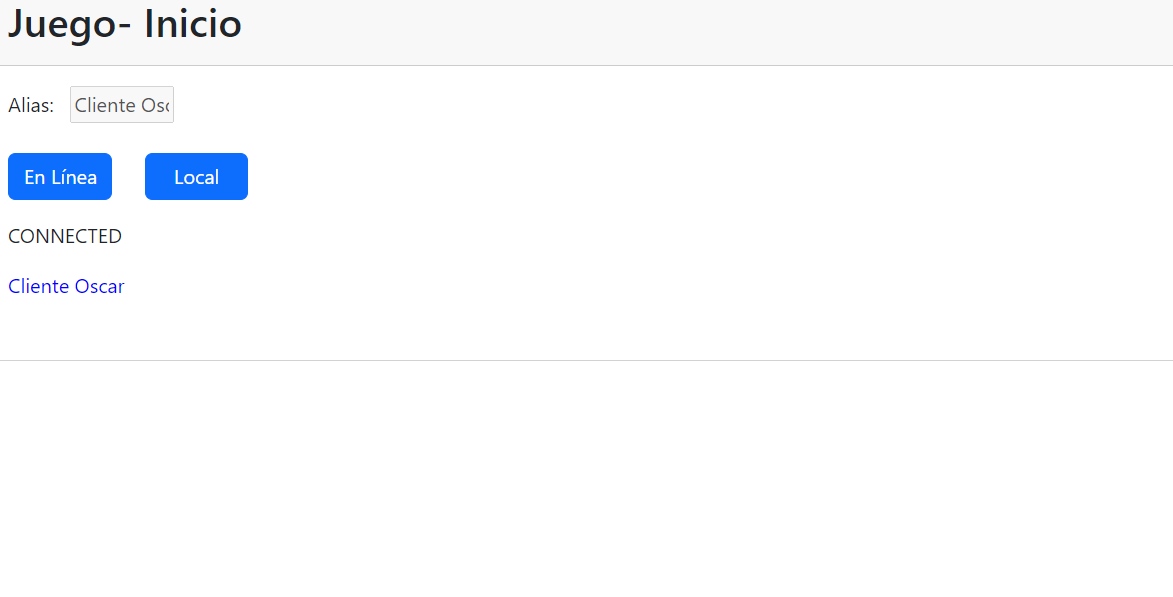 Juego- Inicio
Alias: Cliente Osc
En Línea Local
CONNECTED
Cliente Oscar